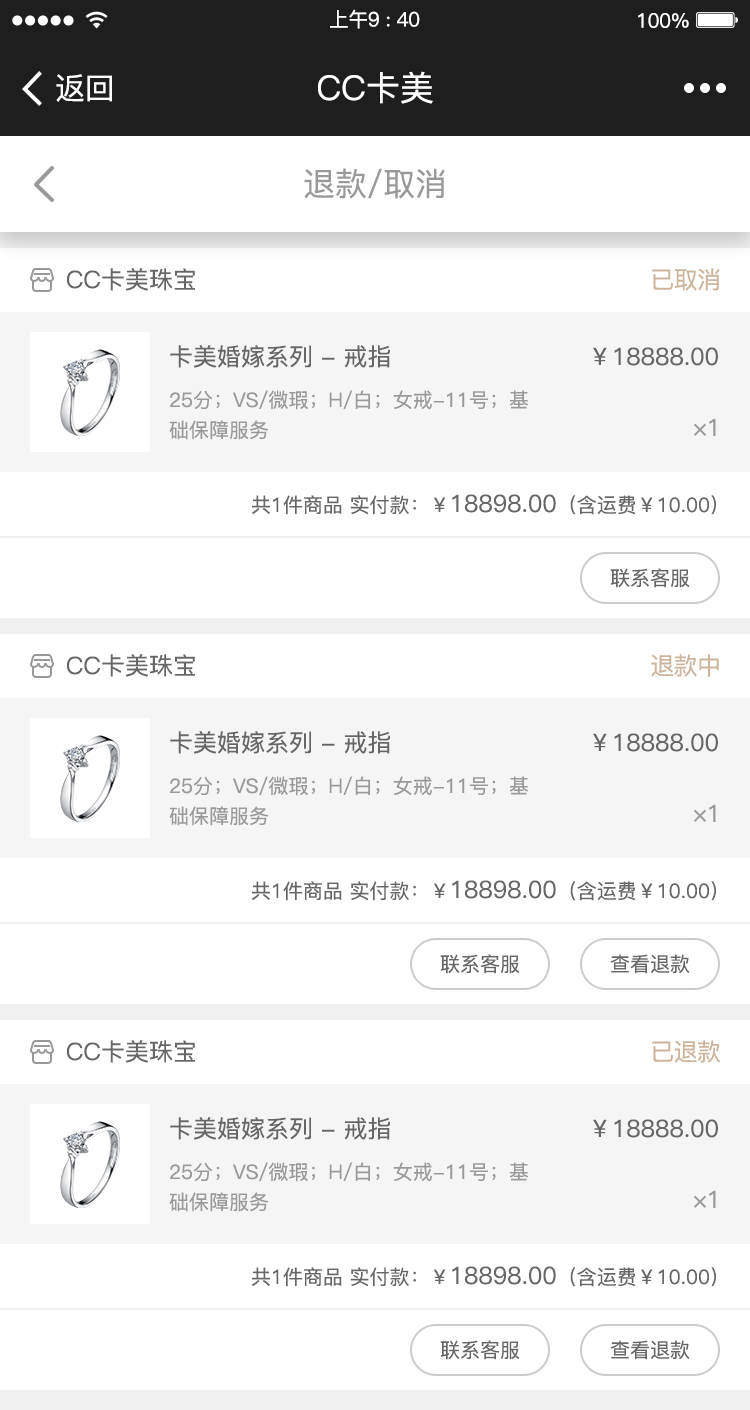 上午9 : 40
100%
返回
CC卡美
退款/取消
CC卡美珠宝
已取消
卡美婚嫁系列 – 戒指
¥ 18888.00
25分；VS/微瑕；H/白；女戒–11号；基
础保障服务
×1
共1件商品 实付款：¥ 18898.00（含运费 ¥ 10.00）
联系客服
CC卡美珠宝
退款中
卡美婚嫁系列 – 戒指
¥ 18888.00
25分；VS/微瑕；H/白；女戒–11号；基
础保障服务
×1
共1件商品 实付款：¥ 18898.00（含运费 ¥ 10.00）
联系客服
查看退款
CC卡美珠宝
已退款
卡美婚嫁系列 – 戒指
¥ 18888.00
25分；VS/微瑕；H/白；女戒–11号；基
础保障服务
×1
共1件商品 实付款：¥ 18898.00（含运费 ¥ 10.00）
联系客服
查看退款